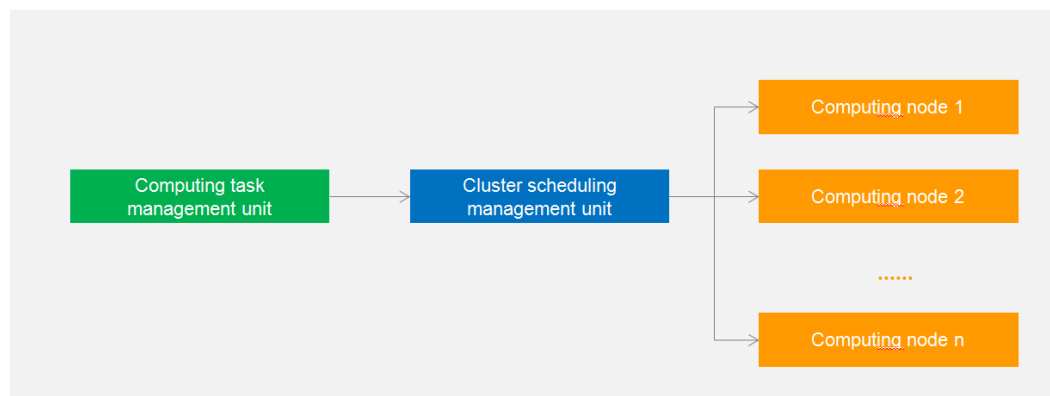 Computing task
management unit
Cluster scheduling
management unit
Computing node 1
Computing node 2
......
Computing node n